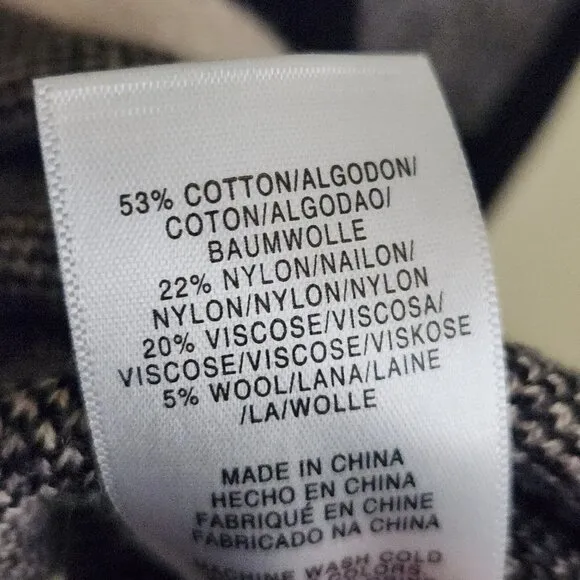 53% COTTON/ALGODON/
COTON/ALGODAO/
BAUMWOLLE
22% NYLON/NAILON/
NYLON/NYLON/NYLON
20% VISCOSE/VISCOSA/
VISCOSE/VISCOSE/VISKOSE
5% WOOL/LANA/LAINE
/LA/WOLLE
MADE IN CHINA
HECHO EN CHINA
FABRIQUÉ EN CHINE
FABRICADO NA CHINA
MACHINE WASH COLD
COLORS